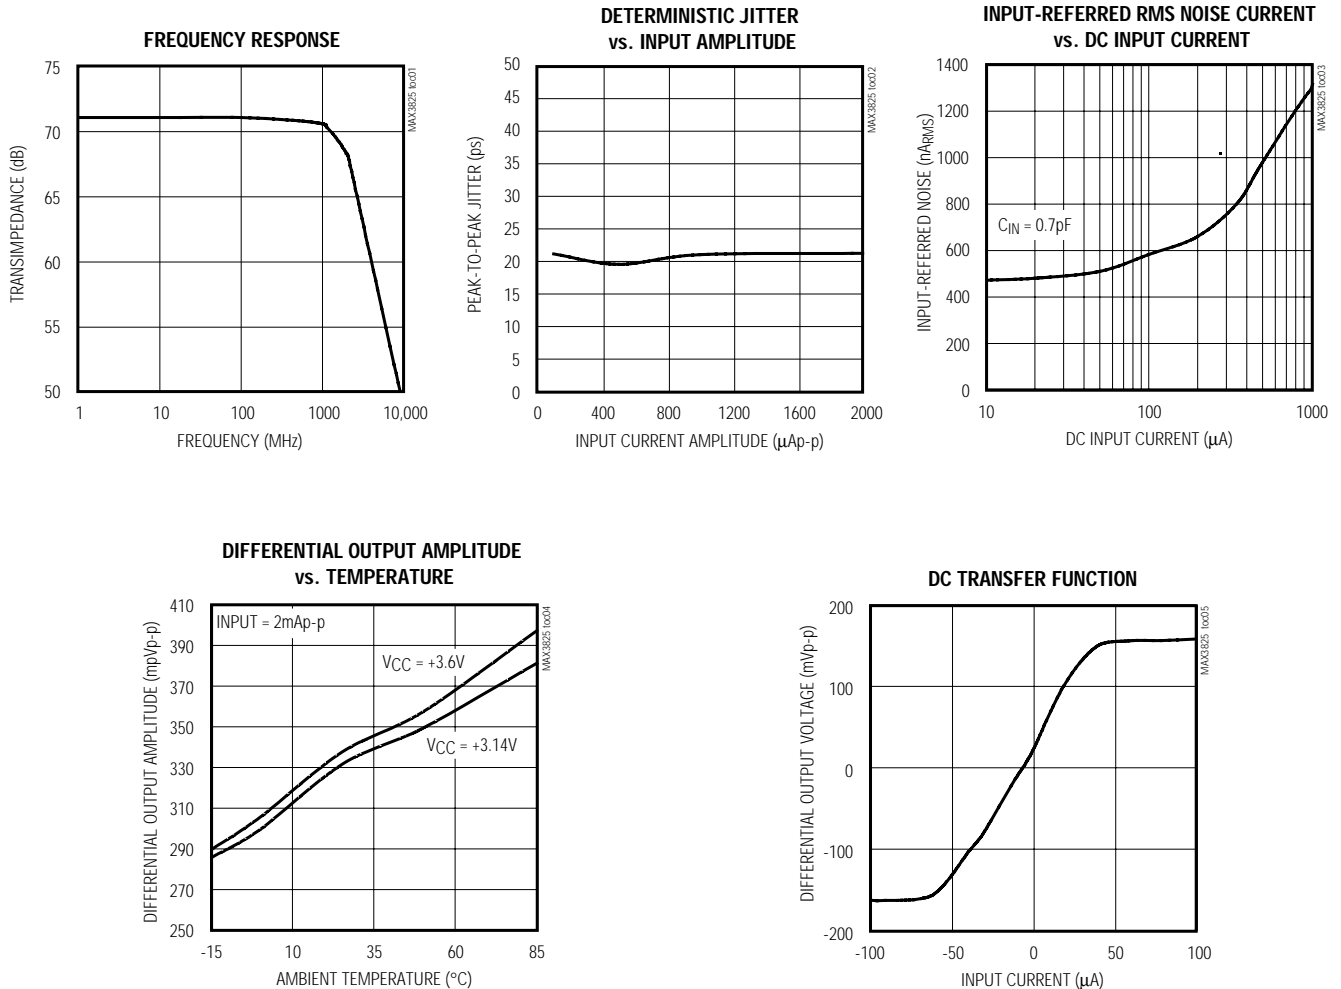 FREQUENCY RESPONSE
75
70
65
60
55
50
1
10
100
1000
10,000
TRANSIMPEDANCE (dB)
FREQUENCY (MHz)
MAX3825 toc01
DETERMINISTIC JITTER
vs. INPUT AMPLITUDE
50
45
40
35
30
25
20
15
10
5
0
0
400
800
1200
1600
2000
PEAK-TO-PEAK JITTER (ps)
INPUT CURRENT AMPLITUDE (μAp-p)
MAX3825 toc02
INPUT-REFERRED RMS NOISE CURRENT
vs. DC INPUT CURRENT
1400
1200
1000
800
600
400
200
0
10
100
1000
CIN = 0.7pF
INPUT-REFERRED NOISE (nARMS)
DC INPUT CURRENT (μA)
MAX3825 toc03
DIFFERENTIAL OUTPUT AMPLITUDE
vs. TEMPERATURE
410
390
370
350
330
310
290
270
250
-15
10
35
60
85
INPUT = 2mAp-p
VCC = +3.6V
VCC = +3.14V
DIFFERENTIAL OUTPUT AMPLITUDE (mpVp-p)
AMBIENT TEMPERATURE (°C)
MAX3825 toc04
DC TRANSFER FUNCTION
200
100
0
-100
-200
-100
-50
0
50
100
DIFFERENTIAL OUTPUT VOLTAGE (mVp-p)
INPUT CURRENT (μA)
MAX3825 toc05